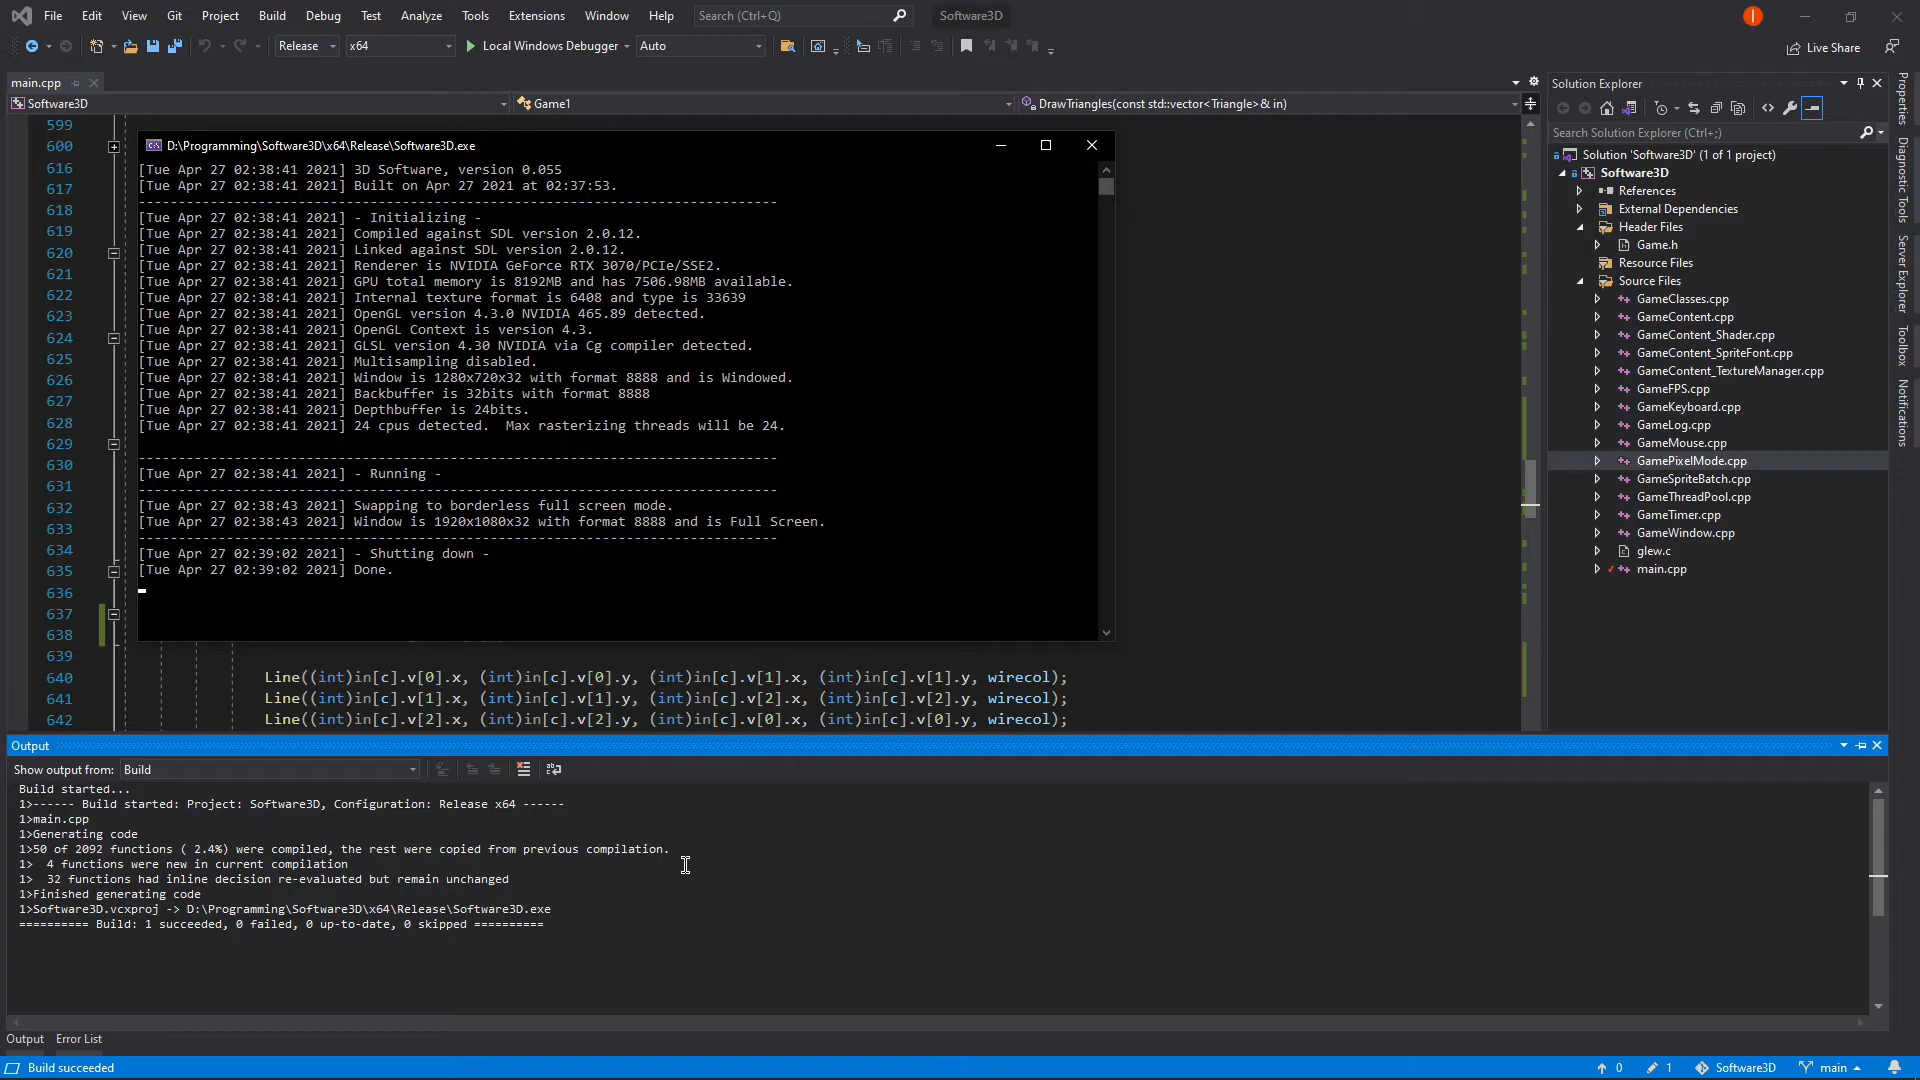 File Edit View Git Project Build Debug Test Analyze Tools Extensions Window Help Search (Ctrl+Q) Software3D
Release x64 Local Windows Debugger Auto Live Share
main.cpp
Software3D Game1 DrawTriangles(const std::vector<Triangle>& in)
599
600
616
617
618
619
620
621
622
623
624
625
626
627
628
629
630
631
632
633
634
635
636
637
638
639
640 Line((int)in[c].v[0].x, (int)in[c].v[0].y, (int)in[c].v[1].x, (int)in[c].v[1].y, wirecol);
641 Line((int)in[c].v[1].x, (int)in[c].v[1].y, (int)in[c].v[2].x, (int)in[c].v[2].y, wirecol);
642 Line((int)in[c].v[2].x, (int)in[c].v[2].y, (int)in[c].v[0].x, (int)in[c].v[0].y, wirecol);
D:\Programming\Software3D\x64\Release\Software3D.exe
[Tue Apr 27 02:38:41 2021] 3D Software, version 0.055
[Tue Apr 27 02:38:41 2021] Built on Apr 27 2021 at 02:37:53.
--------------------------------------------------------------------------------
[Tue Apr 27 02:38:41 2021] - Initializing -
[Tue Apr 27 02:38:41 2021] Compiled against SDL version 2.0.12.
[Tue Apr 27 02:38:41 2021] Linked against SDL version 2.0.12.
[Tue Apr 27 02:38:41 2021] Renderer is NVIDIA GeForce RTX 3070/PCIe/SSE2.
[Tue Apr 27 02:38:41 2021] GPU total memory is 8192MB and has 7506.98MB available.
[Tue Apr 27 02:38:41 2021] Internal texture format is 6408 and type is 33639
[Tue Apr 27 02:38:41 2021] OpenGL version 4.3.0 NVIDIA 465.89 detected.
[Tue Apr 27 02:38:41 2021] OpenGL Context is version 4.3.
[Tue Apr 27 02:38:41 2021] GLSL version 4.30 NVIDIA via Cg compiler detected.
[Tue Apr 27 02:38:41 2021] Multisampling disabled.
[Tue Apr 27 02:38:41 2021] Window is 1280x720x32 with format 8888 and is Windowed.
[Tue Apr 27 02:38:41 2021] Backbuffer is 32bits with format 8888
[Tue Apr 27 02:38:41 2021] Depthbuffer is 24bits.
[Tue Apr 27 02:38:41 2021] 24 cpus detected.  Max rasterizing threads will be 24.
--------------------------------------------------------------------------------
[Tue Apr 27 02:38:41 2021] - Running -
--------------------------------------------------------------------------------
[Tue Apr 27 02:38:43 2021] Swapping to borderless full screen mode.
[Tue Apr 27 02:38:43 2021] Window is 1920x1080x32 with format 8888 and is Full Screen.
--------------------------------------------------------------------------------
[Tue Apr 27 02:39:02 2021] - Shutting down -
[Tue Apr 27 02:39:02 2021] Done.
Solution Explorer
Search Solution Explorer (Ctrl+;)
Solution 'Software3D' (1 of 1 project)
Software3D
References
External Dependencies
Header Files
Game.h
Resource Files
Source Files
GameClasses.cpp
GameContent.cpp
GameContent_Shader.cpp
GameContent_SpriteFont.cpp
GameContent_TextureManager.cpp
GameFPS.cpp
GameKeyboard.cpp
GameLog.cpp
GameMouse.cpp
GamePixelMode.cpp
GameSpriteBatch.cpp
GameThreadPool.cpp
GameTimer.cpp
GameWindow.cpp
glew.c
main.cpp
Properties
Diagnostic Tools
Server Explorer
Toolbox
Notifications
Output
Show output from: Build
Build started...
1>------ Build started: Project: Software3D, Configuration: Release x64 ------
1>main.cpp
1>Generating code
1>50 of 2092 functions ( 2.4%) were compiled, the rest were copied from previous compilation.
1>  4 functions were new in current compilation
1>  32 functions had inline decision re-evaluated but remain unchanged
1>Finished generating code
1>Software3D.vcxproj -> D:\Programming\Software3D\x64\Release\Software3D.exe
========== Build: 1 succeeded, 0 failed, 0 up-to-date, 0 skipped ==========
Output Error List
Build succeeded 0 1 Software3D main